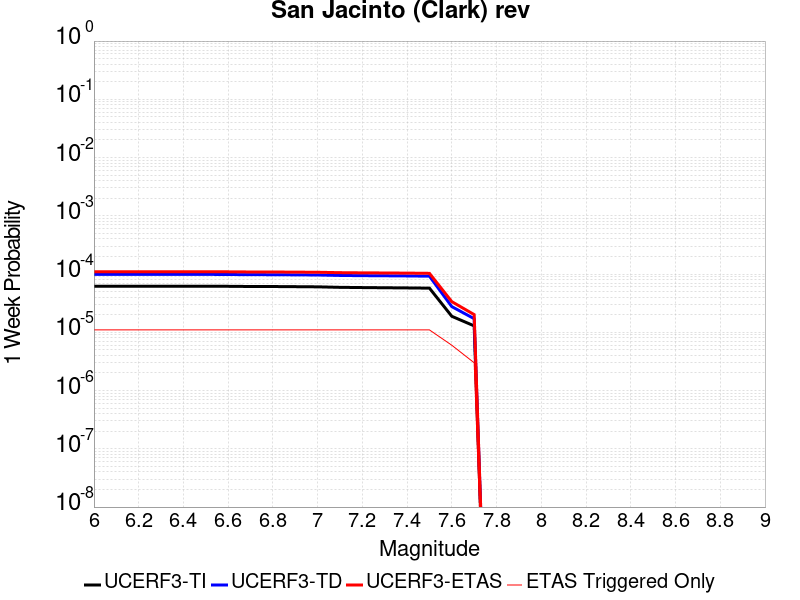 San Jacinto (Clark) rev
10^0
10^-1
10^-2
10^-3
10^-4
10^-5
10^-6
10^-7
10^-8
1 Week Probability
6 6.2 6.4 6.6 6.8 7 7.2 7.4 7.6 7.8 8 8.2 8.4 8.6 8.8 9
Magnitude
UCERF3-TI UCERF3-TD UCERF3-ETAS ETAS Triggered Only